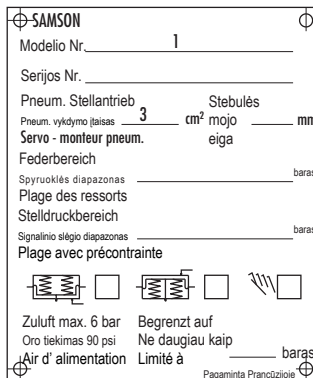 SAMSON
Modelio Nr. 1
Serijos Nr.
Pneum. Stellantrieb Stebulės
Pneum. vykdymo įtaisas 3 cm² mojo mm
Servo - monteur pneum. eiga
Federbereich
Spyruoklės diapazonas baras
Plage des ressorts
Stelldruckbereich
Signalinio slėgio diapazonas baras
Plage avec précontrainte
Zuluft max. 6 bar Begrenzt auf
Oro tiekimas 90 psi Ne daugiau kaip
Air d' alimentation Limité à baras
Pagaminta Prancūzijoje